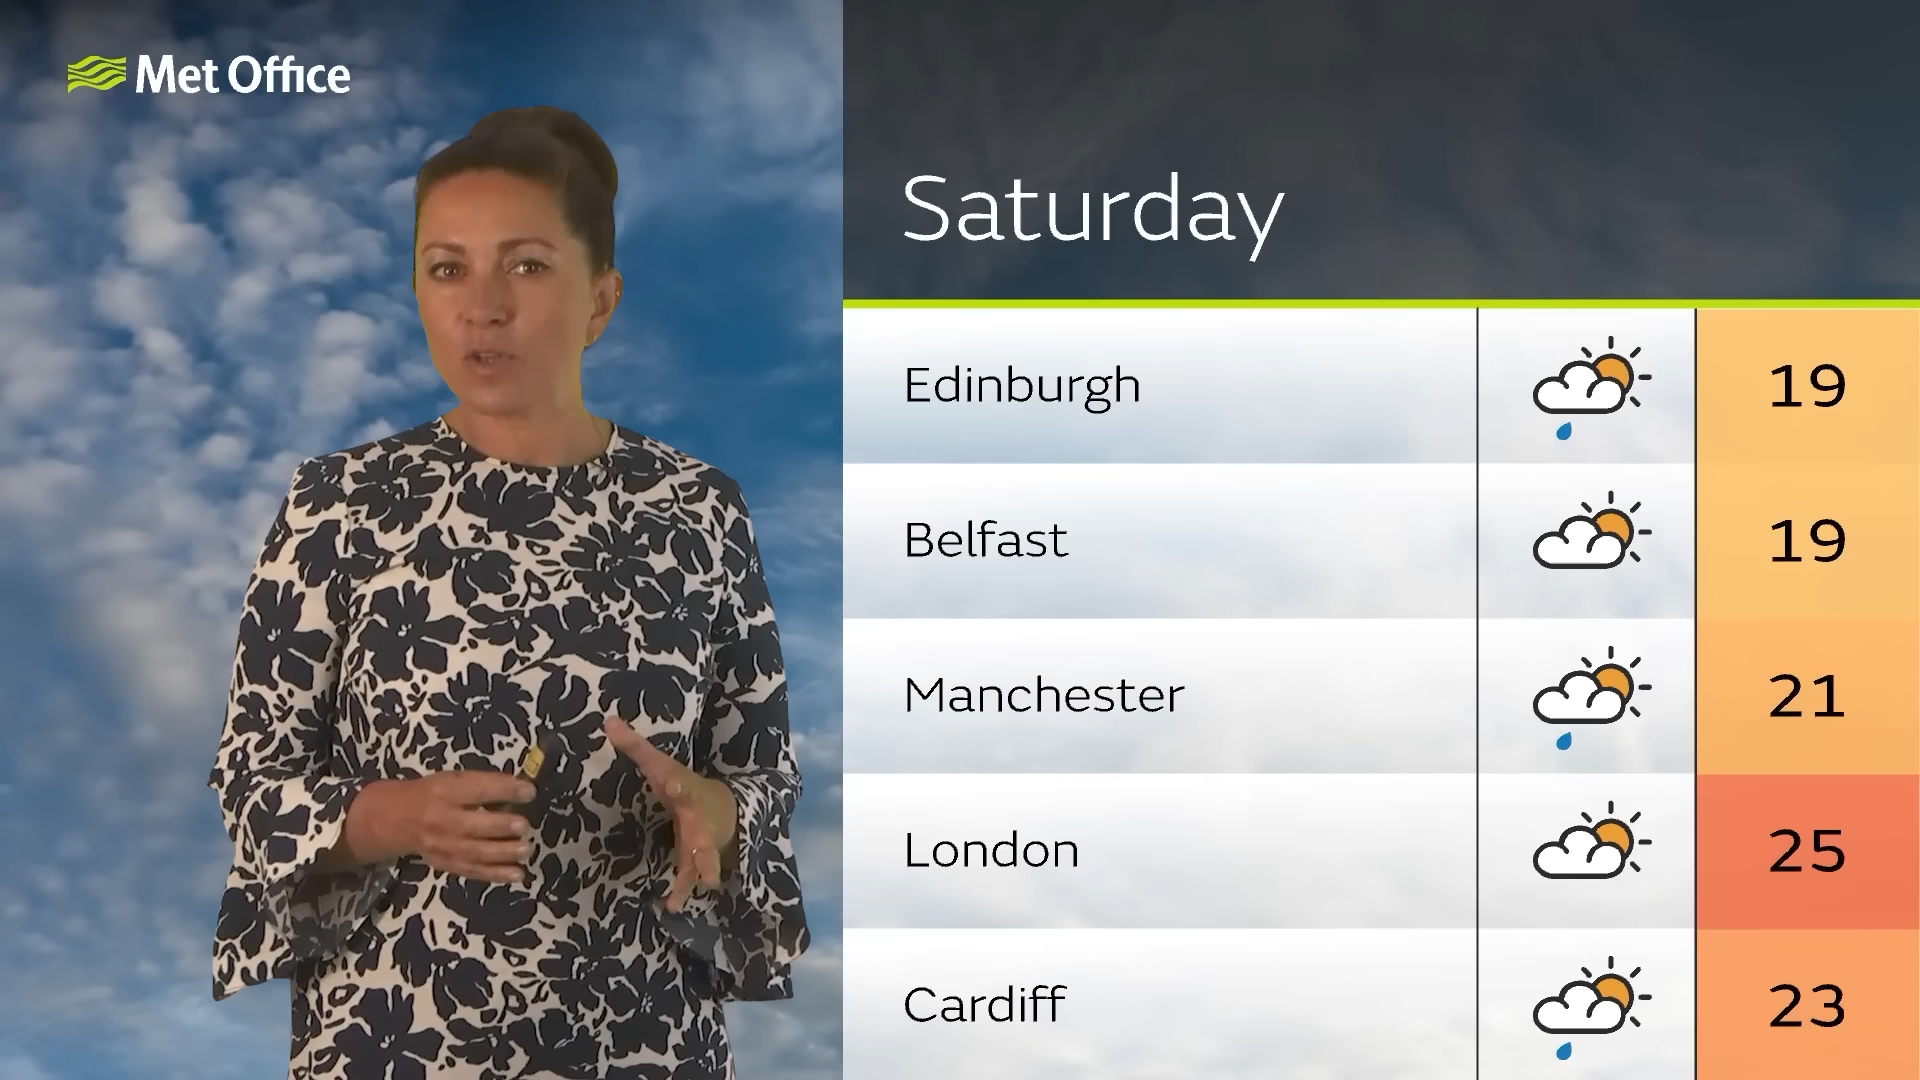 Met Office
Saturday
Edinburgh 19
Belfast 19
Manchester 21
London 25
Cardiff 23